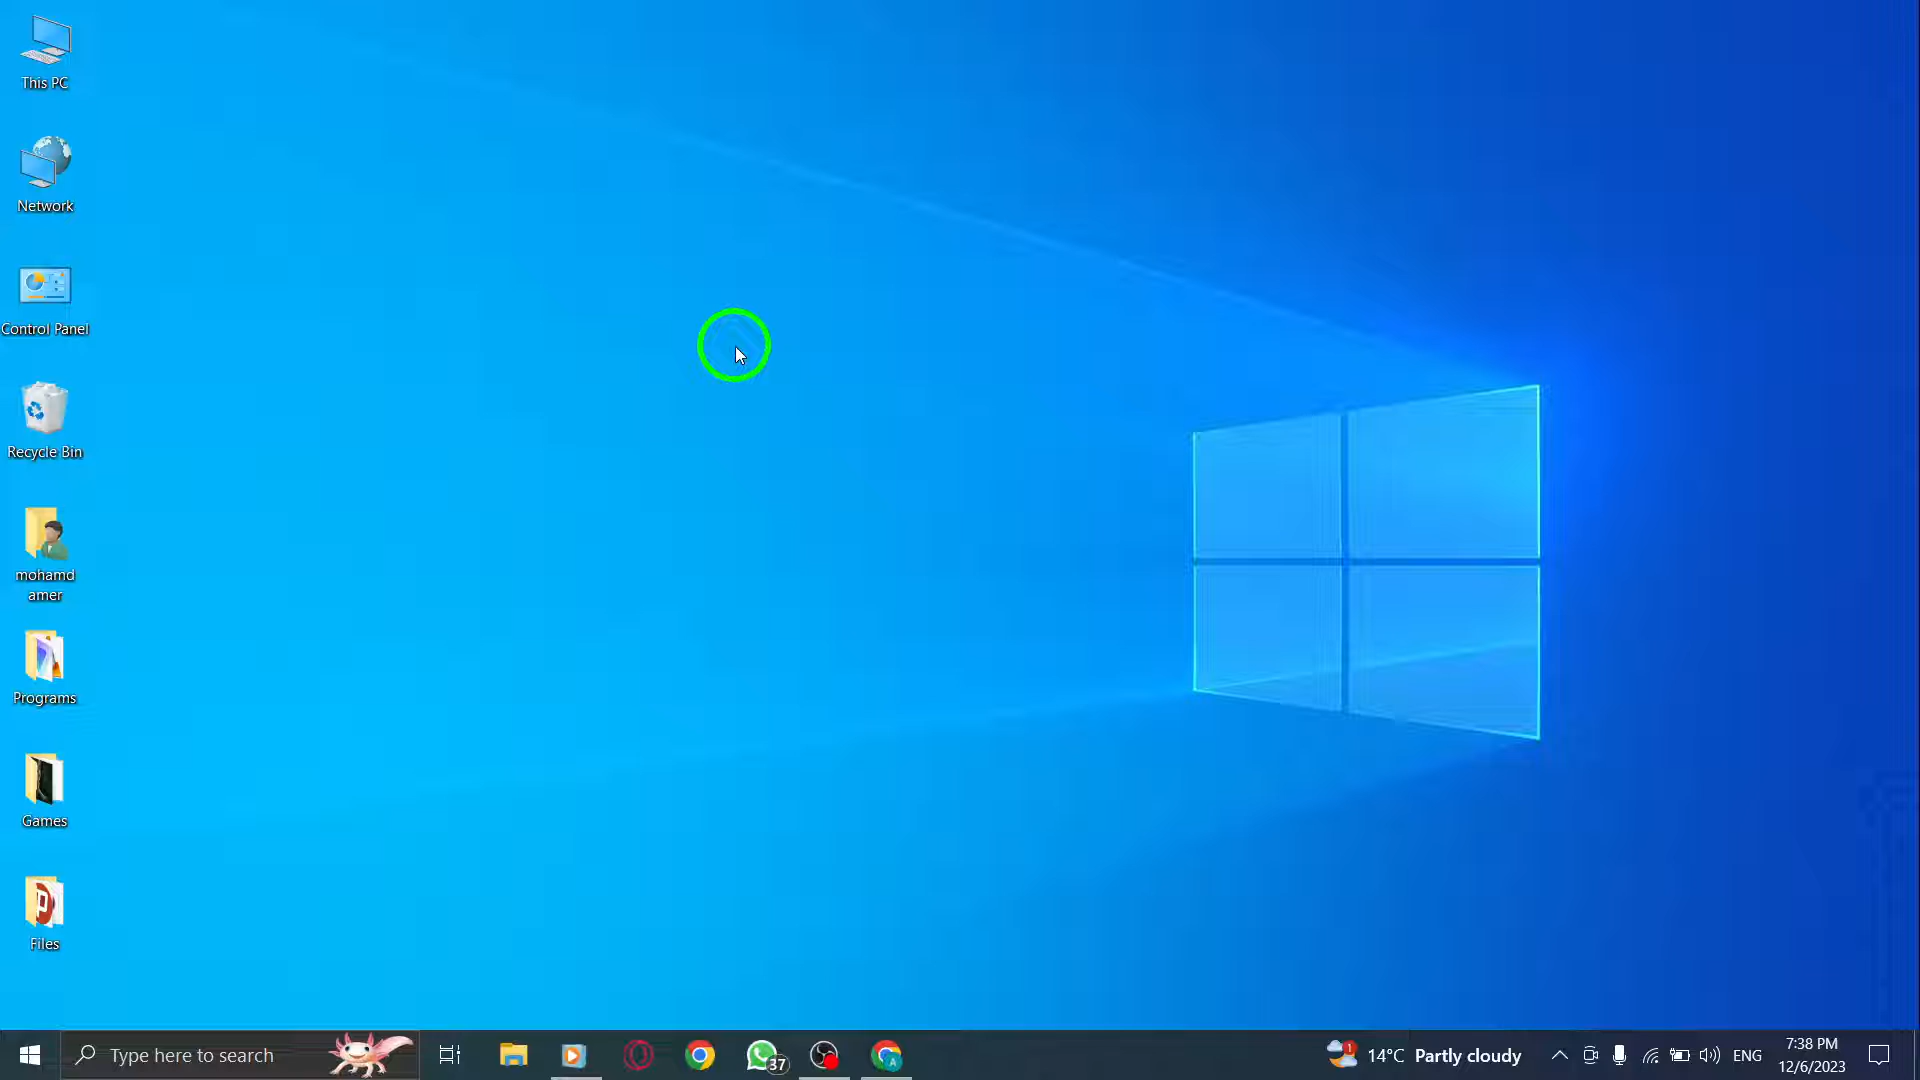 This PC
Network
Control Panel
Recycle Bin
mohamd
amer
Programs
Games
Files
Type here to search
37
A
1
14°C Partly cloudy
ENG
7:38 PM
12/6/2023